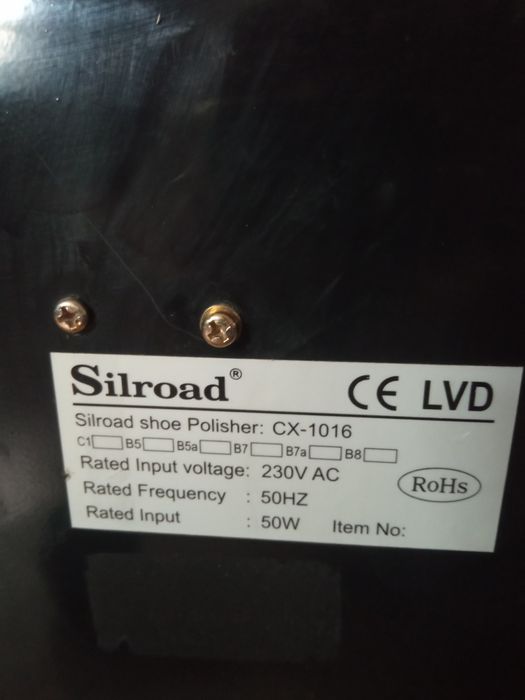 Silroad® CE LVD
Silroad shoe Polisher: CX-1016
C1 B5 B5a B7 B7a B8
Rated Input voltage: 230V AC
Rated Frequency : 50HZ
RoHs
Rated Input : 50W Item No: